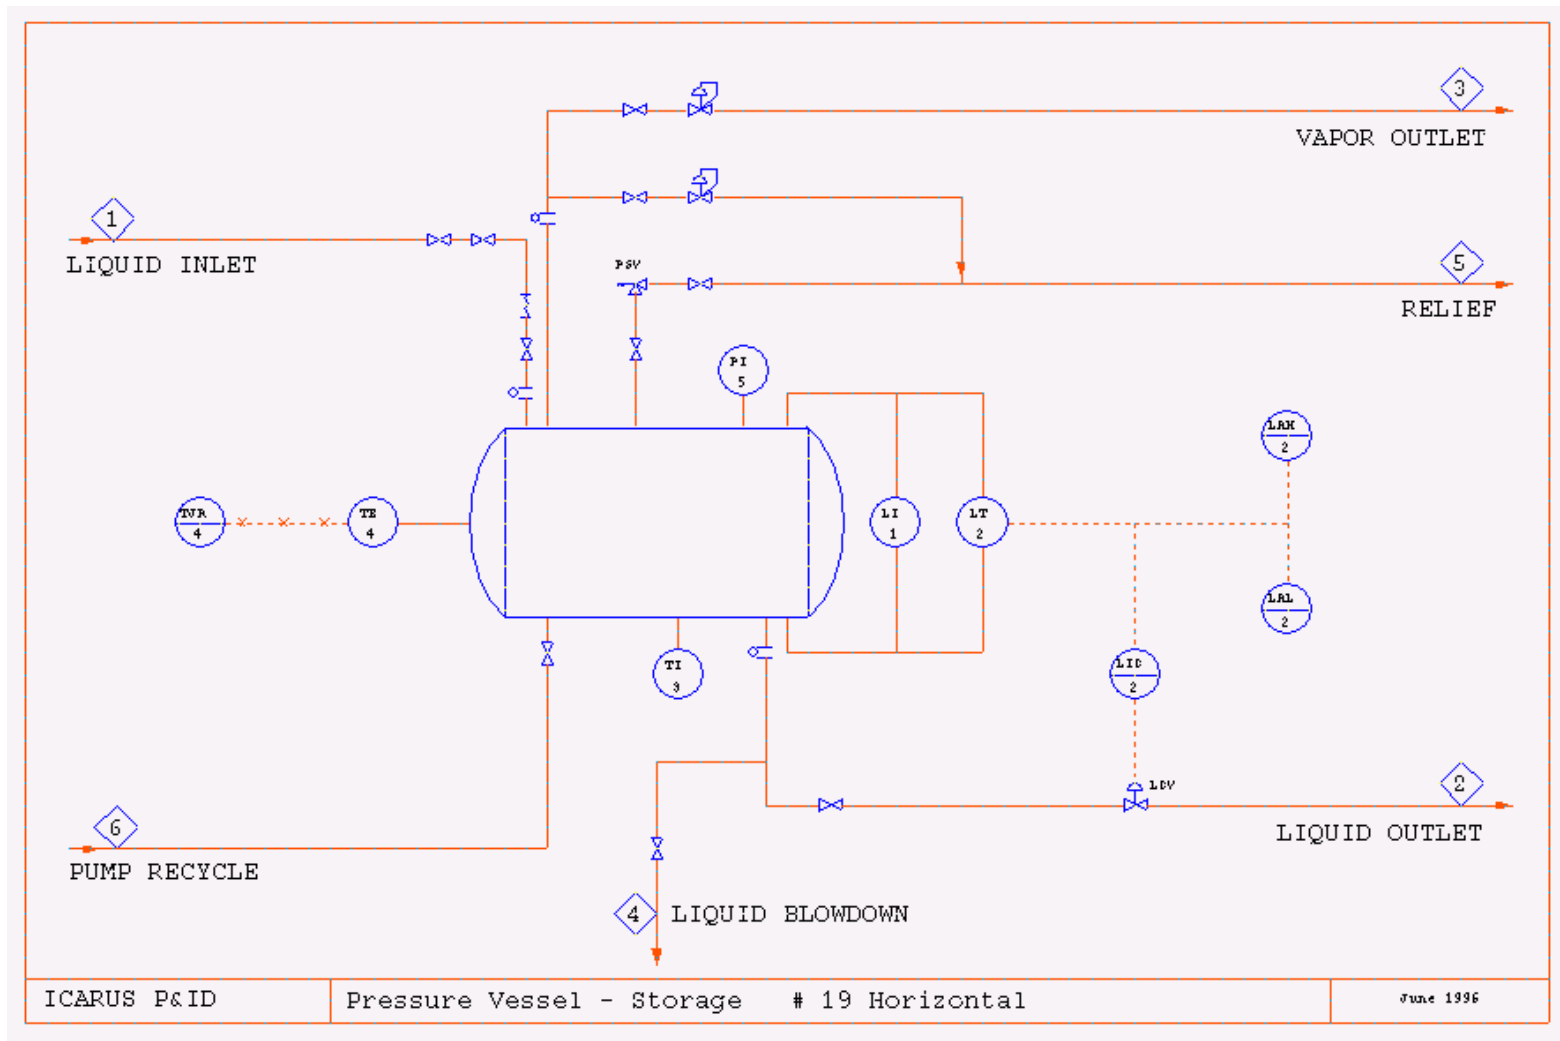 3
VAPOR OUTLET
1
LIQUID INLET
PSV
5
RELIEF
PI
5
LAH
2
TJR
4
TE
4
LI
1
LT
2
LAL
2
TI
3
LIC
2
LCV
2
LIQUID OUTLET
6
PUMP RECYCLE
4
LIQUID BLOWDOWN
ICARUS P&ID
Pressure Vessel - Storage # 19 Horizontal
June 1996